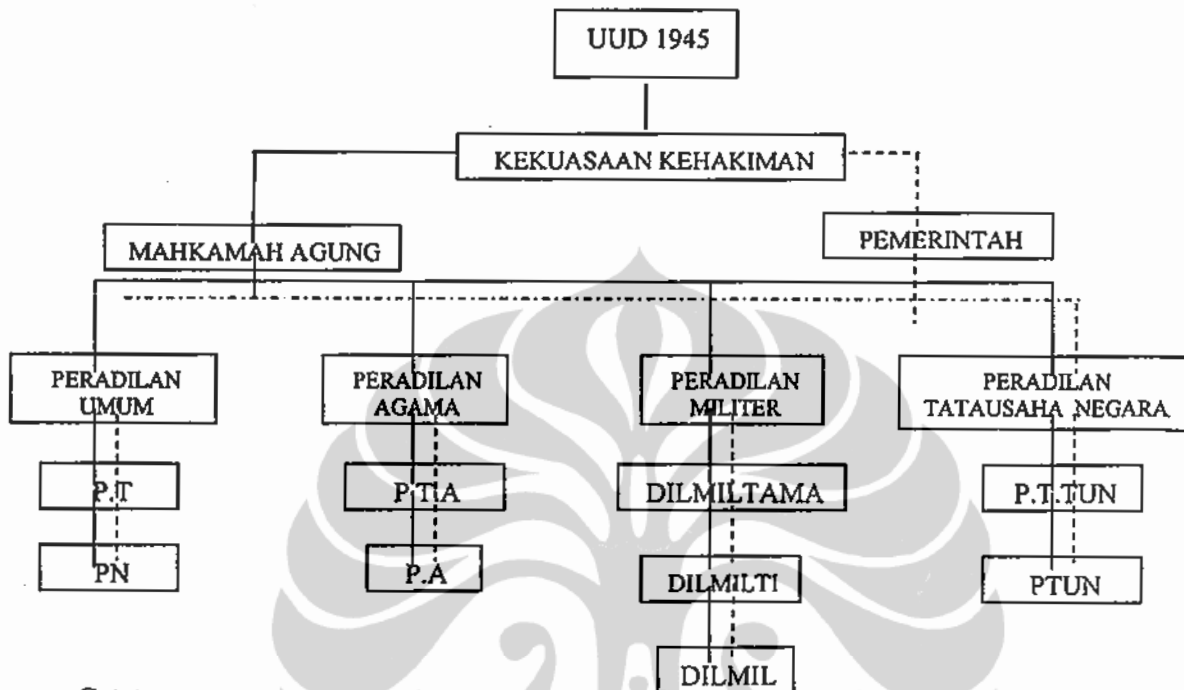 UUD 1945
KEKUASAAN KEHAKIMAN
MAHKAMAH AGUNG
PEMERINTAH
PERADILAN
UMUM
PERADILAN
AGAMA
PERADILAN
MILITER
PERADILAN
TATAUSAHA NEGARA
P.T
P.T.A
DILMILTAMA
P.T.TUN
PN
P.A
DILMILTI
PTUN
DILMIL